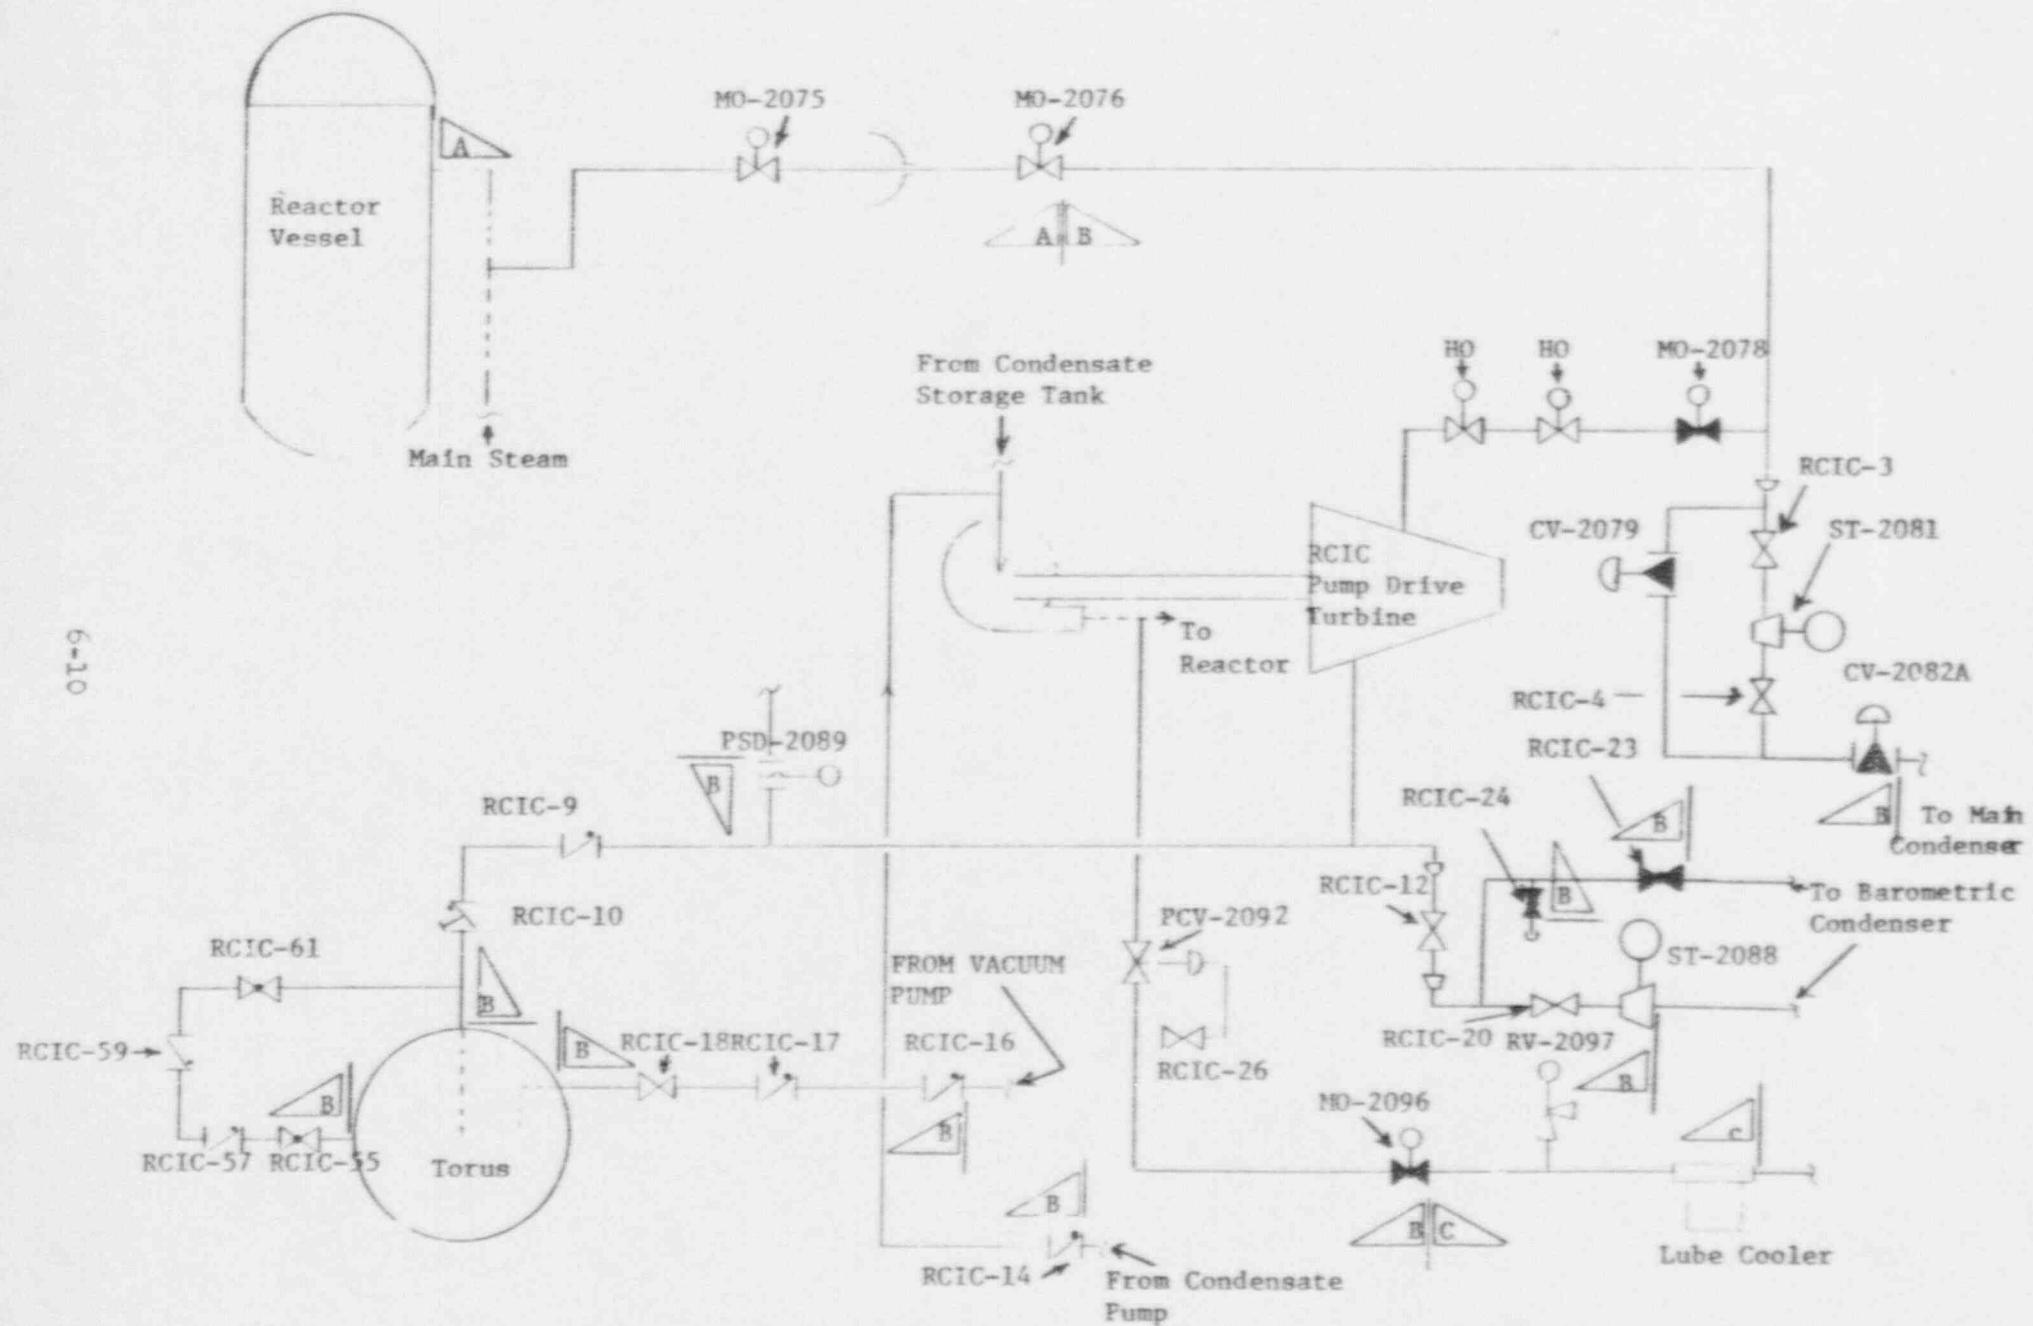 MO-2075
MO-2076
A
Reactor
Vessel
A B
From Condensate
Storage Tank
HO
HO
MO-2078
Main Steam
RCIC-3
CV-2079
ST-2081
RCIC
Pump Drive
Turbine
To
Reactor
6-10
CV-2082A
RCIC-4
PSD-2089
RCIC-23
B
RCIC-24
RCIC-9
B
B
To Main
Condenser
RCIC-12
B
To Barometric
Condenser
RCIC-10
PCV-2092
RCIC-61
FROM VACUUM
PUMP
ST-2088
B
RCIC-59
B
RCIC-18
RCIC-17
RCIC-16
RCIC-20
RV-2097
RCIC-26
B
B
MO-2096
B
c
RCIC-57
RCIC-55
Torus
B
B C
RCIC-14
From Condensate
Pump
Lube Cooler